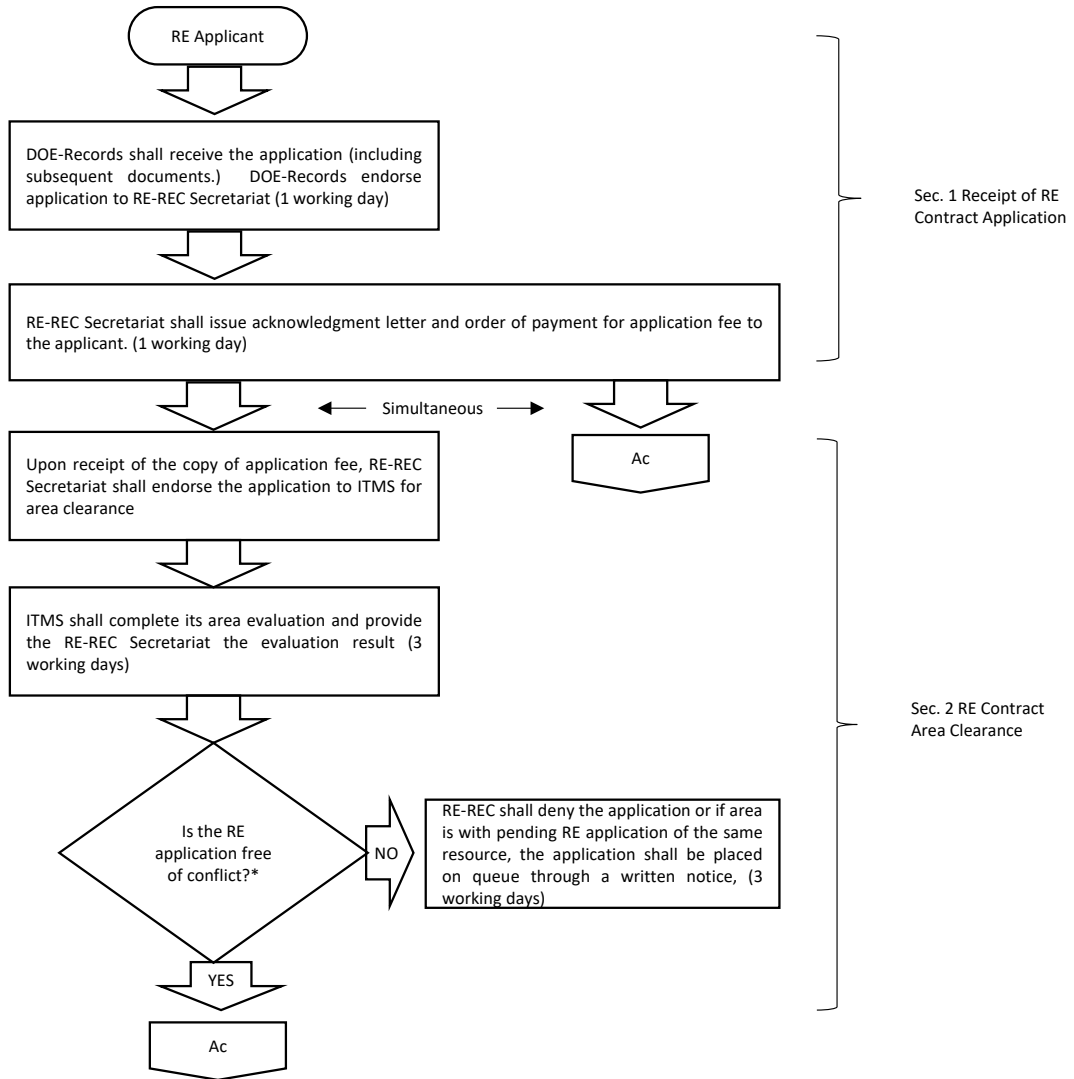 RE Applicant
DOE-Records shall receive the application (including
subsequent documents.) DOE-Records endorse
application to RE-REC Secretariat (1 working day)
Sec. 1 Receipt of RE
Contract Application
RE-REC Secretariat shall issue acknowledgment letter and order of payment for application fee to
the applicant. (1 working day)
Simultaneous
Upon receipt of the copy of application fee, RE-REC
Secretariat shall endorse the application to ITMS for
area clearance
Ac
ITMS shall complete its area evaluation and provide
the RE-REC Secretariat the evaluation result (3
working days)
Sec. 2 RE Contract
Area Clearance
Is the RE
application free
of conflict?*
NO
RE-REC shall deny the application or if area
is with pending RE application of the same
resource, the application shall be placed
on queue through a written notice, (3
working days)
YES
Ac